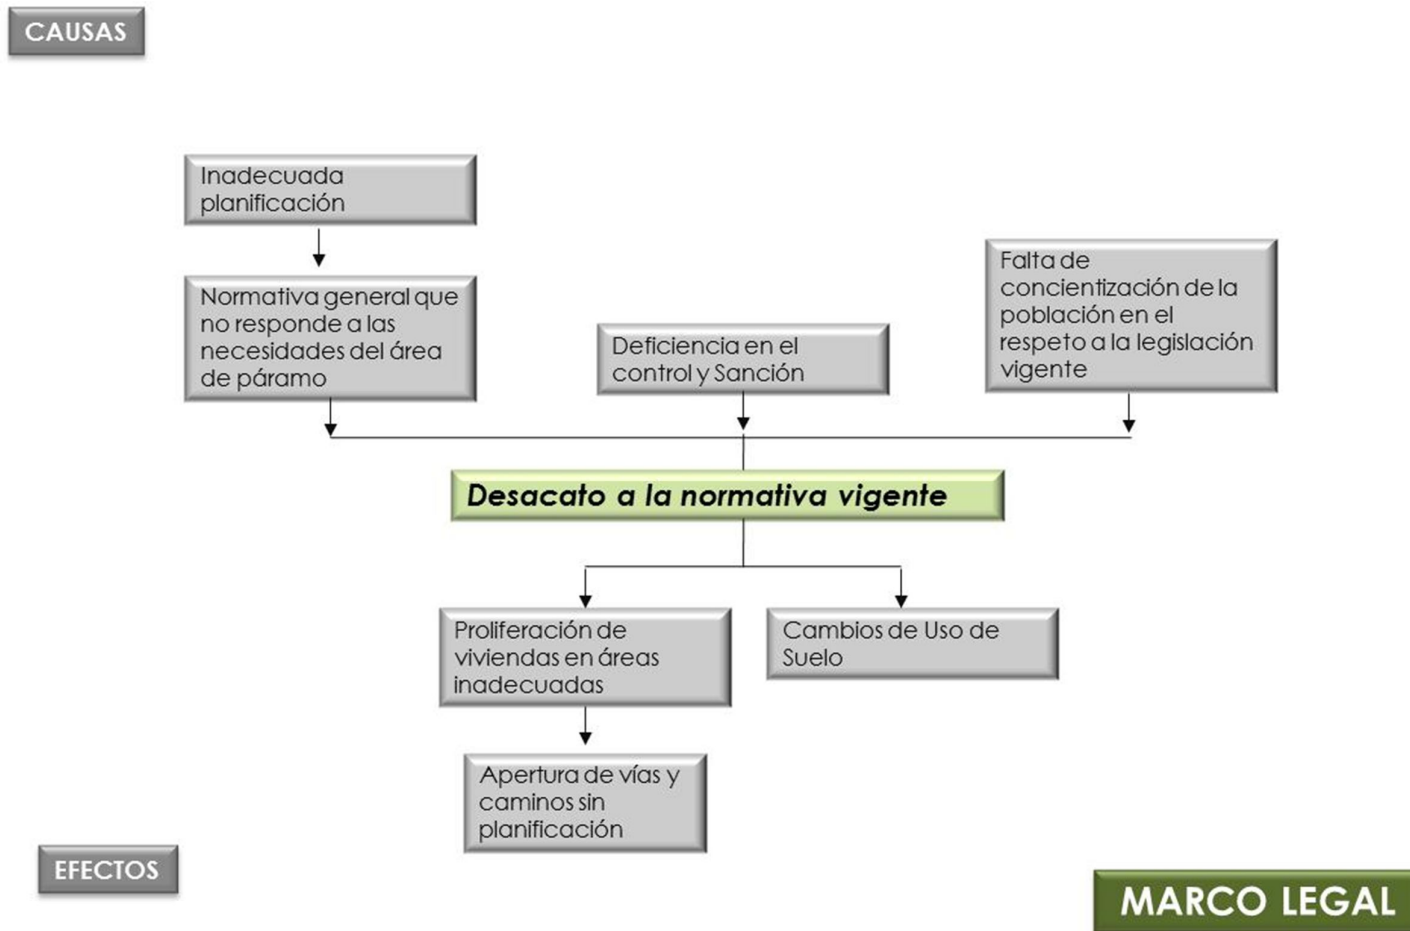 CAUSAS
Inadecuada
planificación
Normativa general que
no responde a las
necesidades del área
de páramo
Deficiencia en el
control y Sanción
Falta de
concientización de la
población en el
respeto a la legislación
vigente
Desacato a la normativa vigente
Proliferación de
viviendas en áreas
inadecuadas
Cambios de Uso de
Suelo
Apertura de vías y
caminos sin
planificación
EFECTOS
MARCO LEGAL